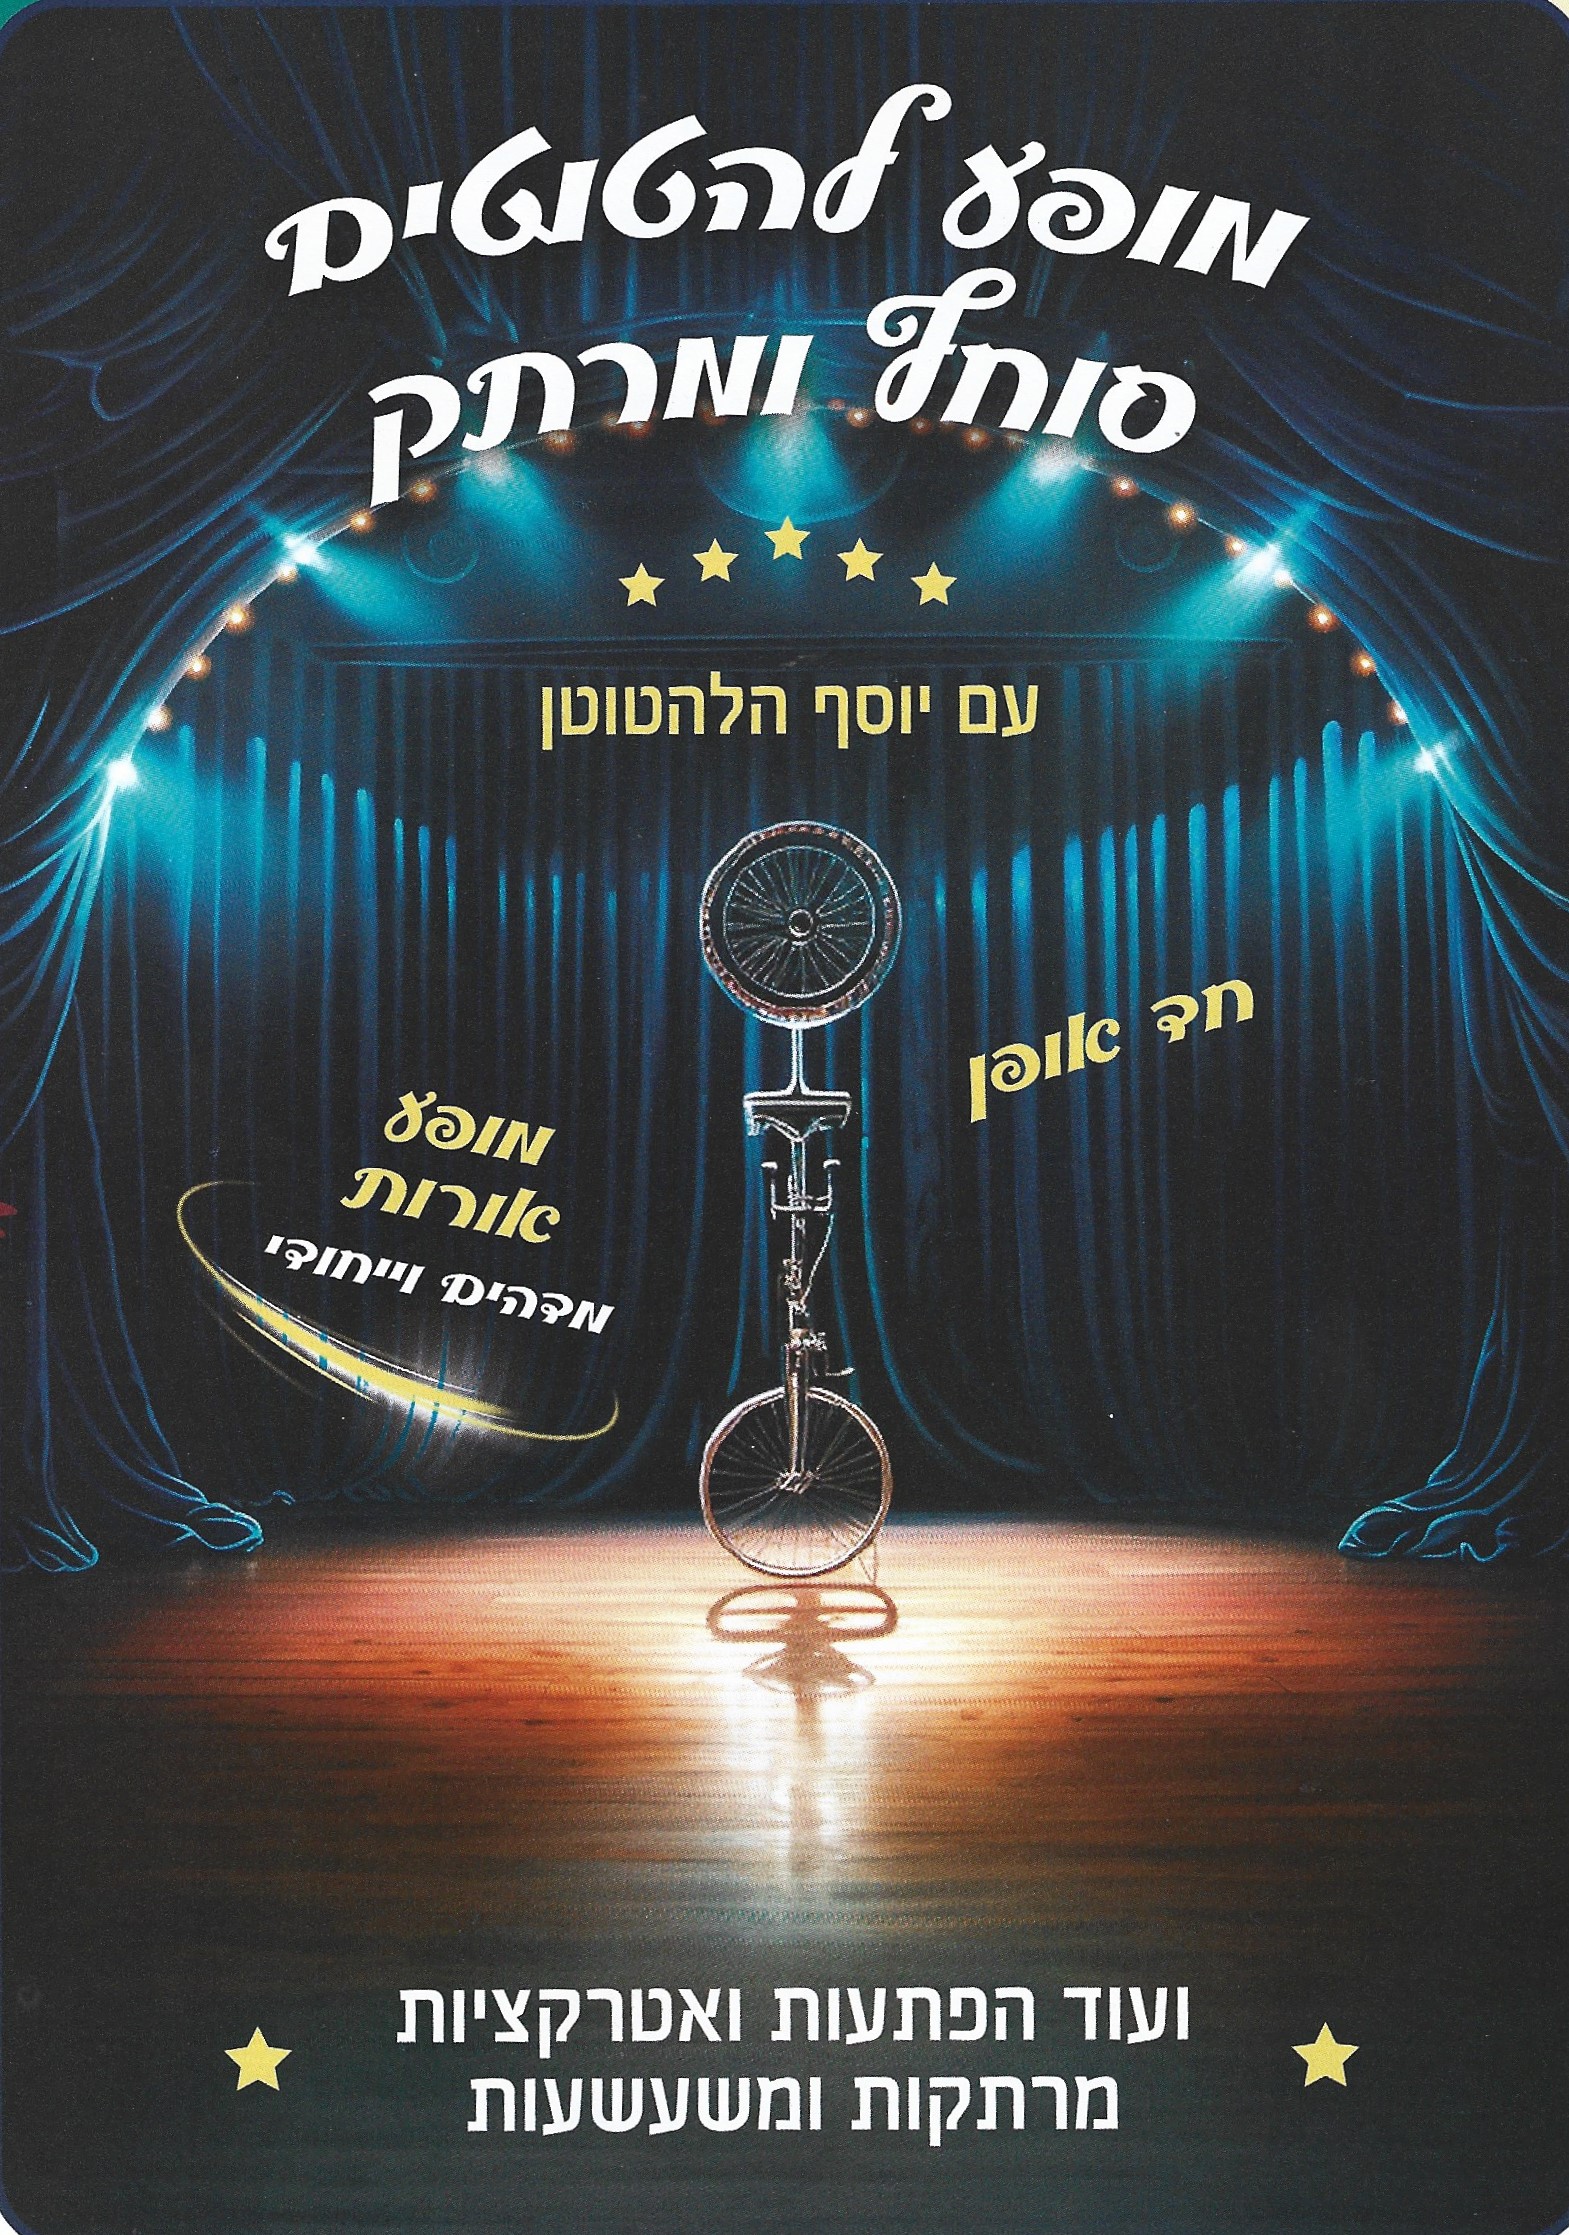 מופע להטוטים
סוחף ומרתק
עם יוסף הלהטוטן
חד אופן
מופע
אורות
מדהים וייחודי
ועוד הפתעות ואטרקציות
מרתקות ומשעשעות